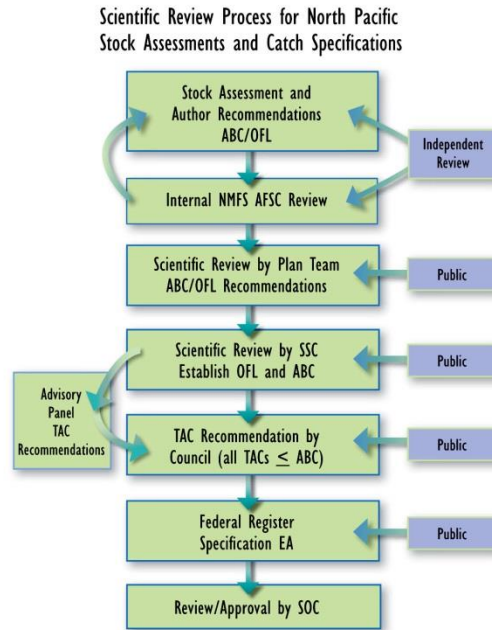 Scientific Review Process for North Pacific
Stock Assessments and Catch Specifications
Stock Assessment and
Author Recommendations
ABC/OFL
Independent
Review
Internal NMFS AFSC Review
Scientific Review by Plan Team
ABC/OFL Recommendations
Public
Scientific Review by SSC
Establish OFL and ABC
Public
Advisory
Panel
TAC
Recommendations
TAC Recommendation by
Council (all TACs ≤ ABC)
Public
Federal Register
Specification EA
Public
Review/Approval by SOC